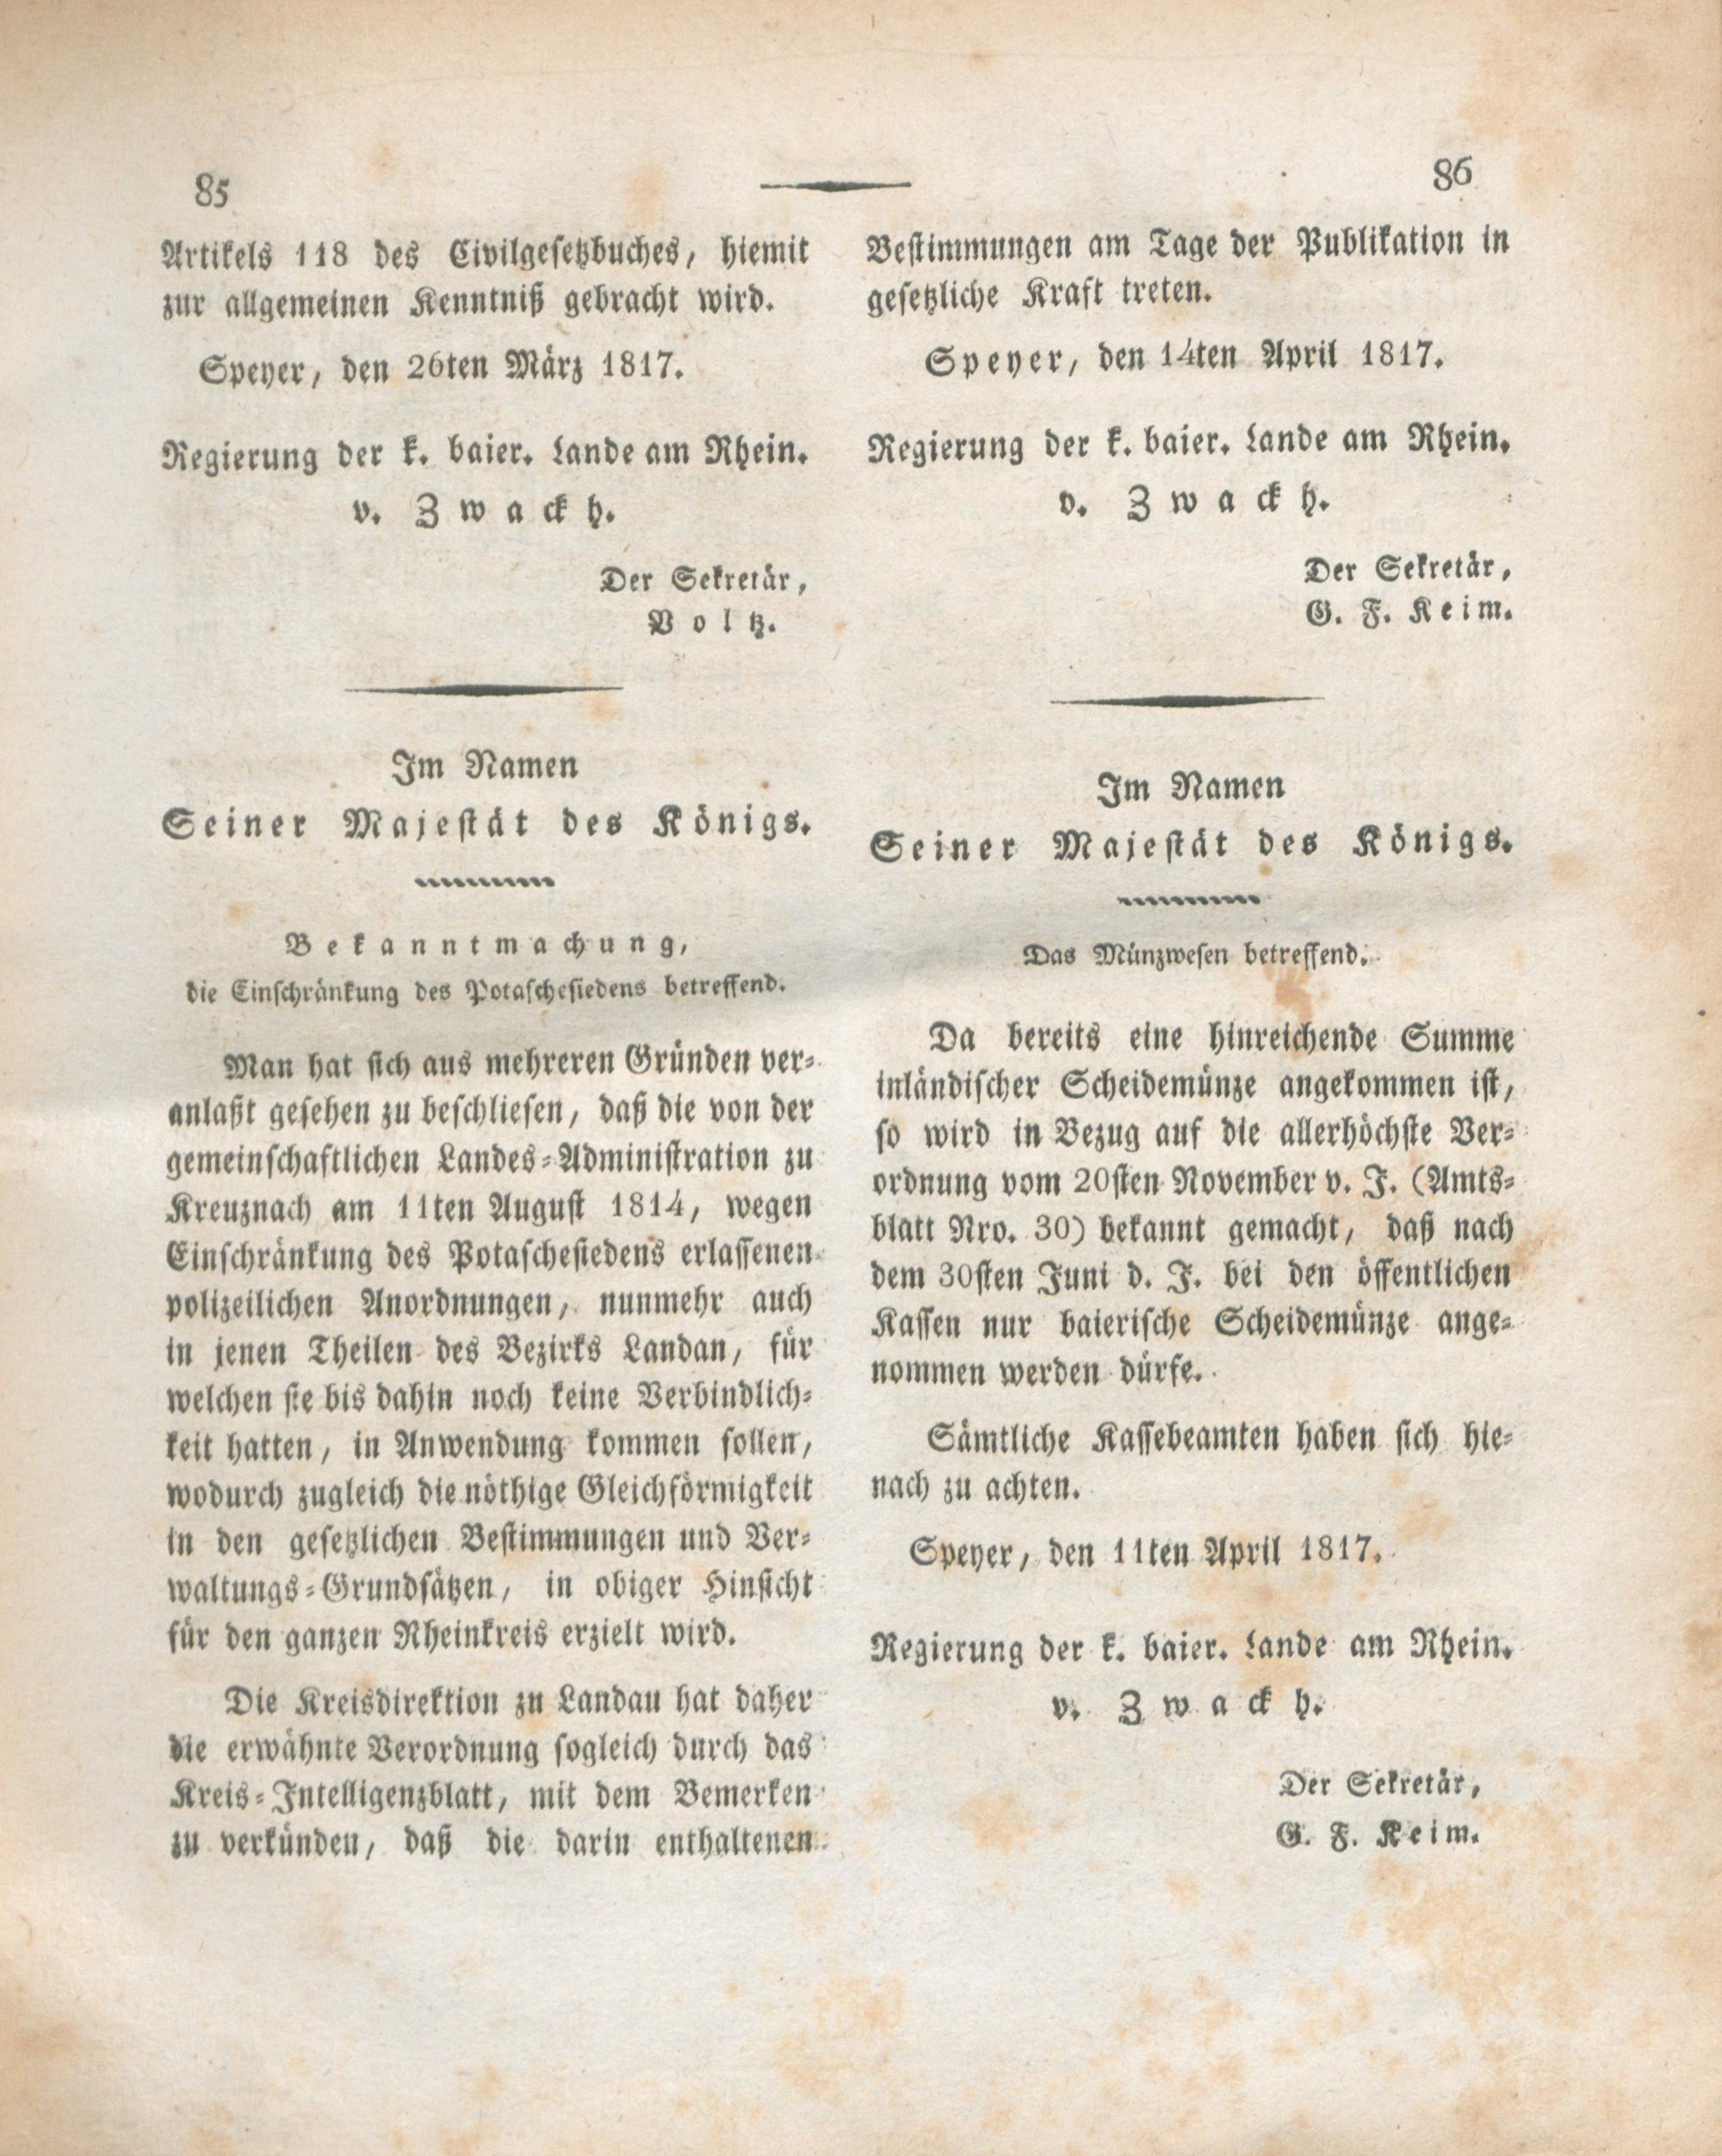 85
Artikels 118 des Civilgesetzbuches, hiemit
zur allgemeinen Kenntniß gebracht wird.
Speyer, den 26ten März 1817.
Regierung der k. baier. Lande am Rhein.
v. Zwackh.
Der Sekretär,
Voltz.
Im Namen
Seiner Majestät des Königs.
Bekanntmachung,
die Einschränkung des Potaschesiedens betreffend.
Man hat sich aus mehreren Gründen ver-
anlaßt gesehen zu beschliesen, daß die von der
gemeinschaftlichen Landes-Administration zu
Kreuznach am 11ten August 1814, wegen
Einschränkung des Potaschesiedens erlassenen
polizeilichen Anordnungen, nunmehr auch
in jenen Theilen des Bezirks Landan, für
welchen sie bis dahin noch keine Verbindlich-
keit hatten, in Anwendung kommen sollen,
wodurch zugleich die nöthige Gleichförmigkeit
in den gesetzlichen Bestimmungen und Ver-
waltungs-Grundsätzen, in obiger Hinsicht
für den ganzen Rheinkreis erzielt wird.
Die Kreisdirektion zu Landau hat daher
die erwähnte Verordnung sogleich durch das
Kreis-Intelligenzblatt, mit dem Bemerken
zu verkünden, daß die darin enthaltenen
86
Bestimmungen am Tage der Publikation in
gesetzliche Kraft treten.
Speyer, den 14ten April 1817.
Regierung der k. baier. Lande am Rhein.
v. Zwackh.
Der Sekretär,
G. F. Keim.
Im Namen
Seiner Majestät des Königs.
Das Münzwesen betreffend.
Da bereits eine hinreichende Summe
inländischer Scheidemünze angekommen ist,
so wird in Bezug auf die allerhöchste Ver-
ordnung vom 20sten November v. J. (Amts-
blatt Nro. 30) bekannt gemacht, daß nach
dem 30sten Juni d. J. bei den öffentlichen
Kassen nur baierische Scheidemünze ange-
nommen werden dürfe.
Sämtliche Kassebeamten haben sich hie-
nach zu achten.
Speyer, den 11ten April 1817.
Regierung der k. baier. Lande am Rhein.
v. Zwackh.
Der Sekretär,
G. F. Keim.